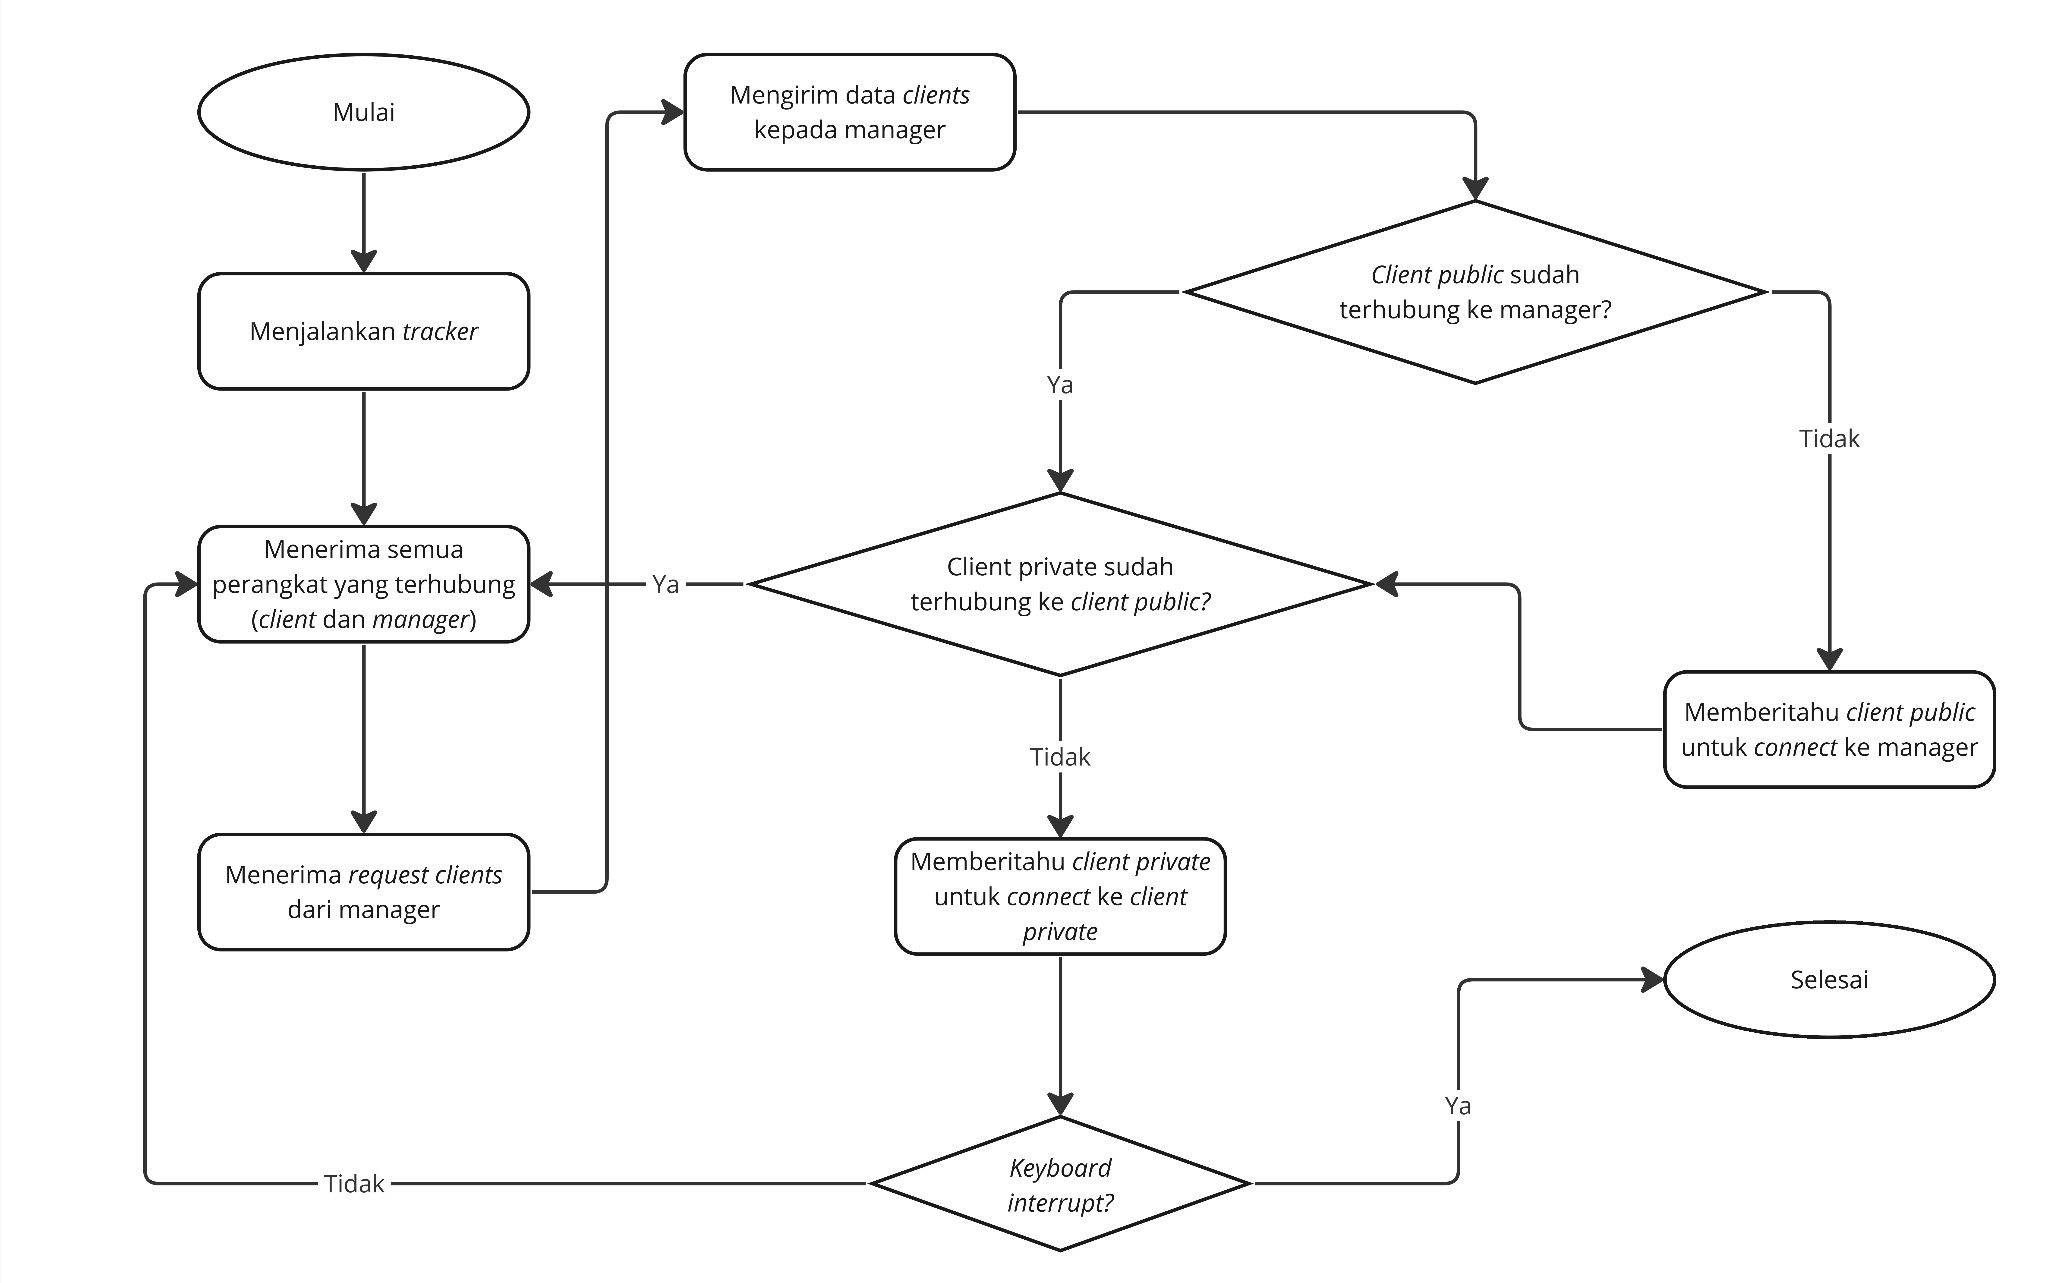 Mulai
Menjalankan tracker
Menerima semua
perangkat yang terhubung
(client dan manager)
Menerima request clients
dari manager
Mengirim data clients
kepada manager
Client public sudah
terhubung ke manager?
Ya
Tidak
Memberitahu client public
untuk connect ke manager
Client private sudah
terhubung ke client public?
Ya
Tidak
Memberitahu client private
untuk connect ke client
private
Keyboard
interrupt?
Tidak
Ya
Selesai